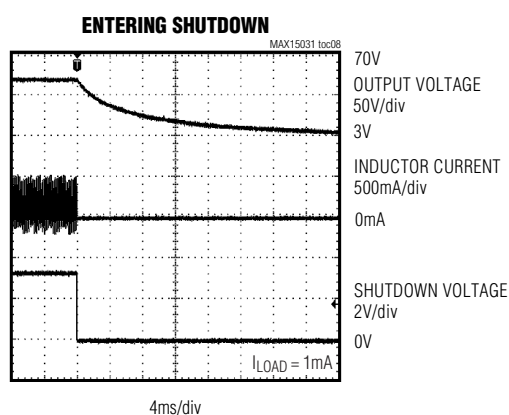 ENTERING SHUTDOWN
MAX15031 toc08
70V
OUTPUT VOLTAGE
50V/div
3V
INDUCTOR CURRENT
500mA/div
0mA
SHUTDOWN VOLTAGE
2V/div
0V
ILOAD = 1mA
4ms/div